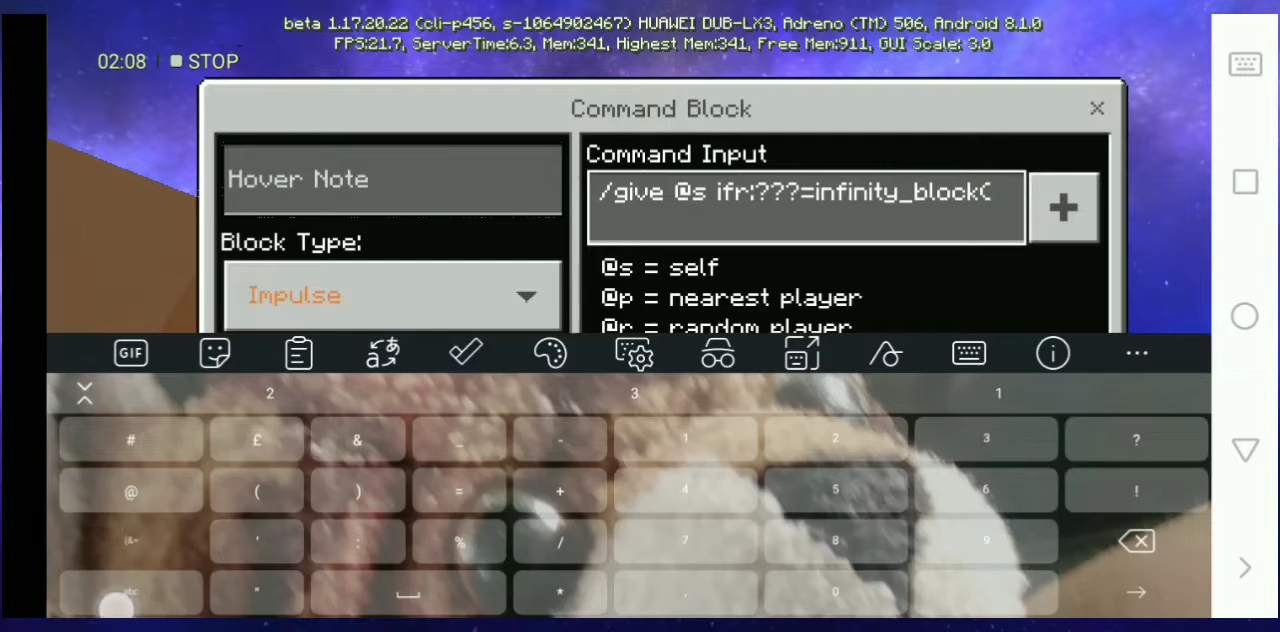 beta 1.17.20.22 (cli-p456, s-1064902467) HUAWEI DUB-LX3, Adreno (TM) 506, Android 8.1.0
FPS:21.7, ServerTime:6.3, Mem:341, Highest Mem:341, Free Mem:911, GUI Scale: 3.0
02:08 STOP
Command Block
Hover Note
Command Input
/give @s ifr:???=infinity_block(
Block Type:
@s = self
Impulse
@p = nearest player
@r = random player
GIF
2 3 1
# £ & _ - 1 2 3 ?
@ ( ) = + 4 5 6 !
' : % / 7 8 9
abc " * . 0